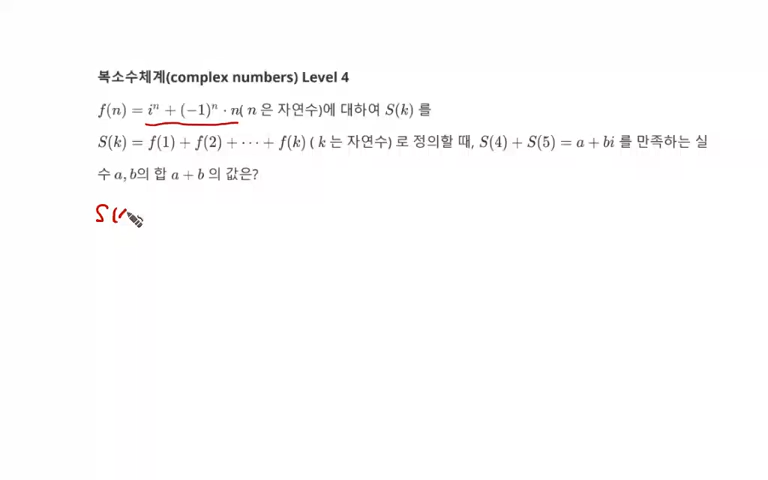 복소수체계(complex numbers) Level 4
f(n) = iⁿ + (−1)ⁿ · n( n 은 자연수)에 대하여 S(k) 를
S(k) = f(1) + f(2) + ⋯ + f(k) ( k 는 자연수) 로 정의할 때, S(4) + S(5) = a + bi 를 만족하는 실
수 a, b의 합 a + b 의 값은?
S(